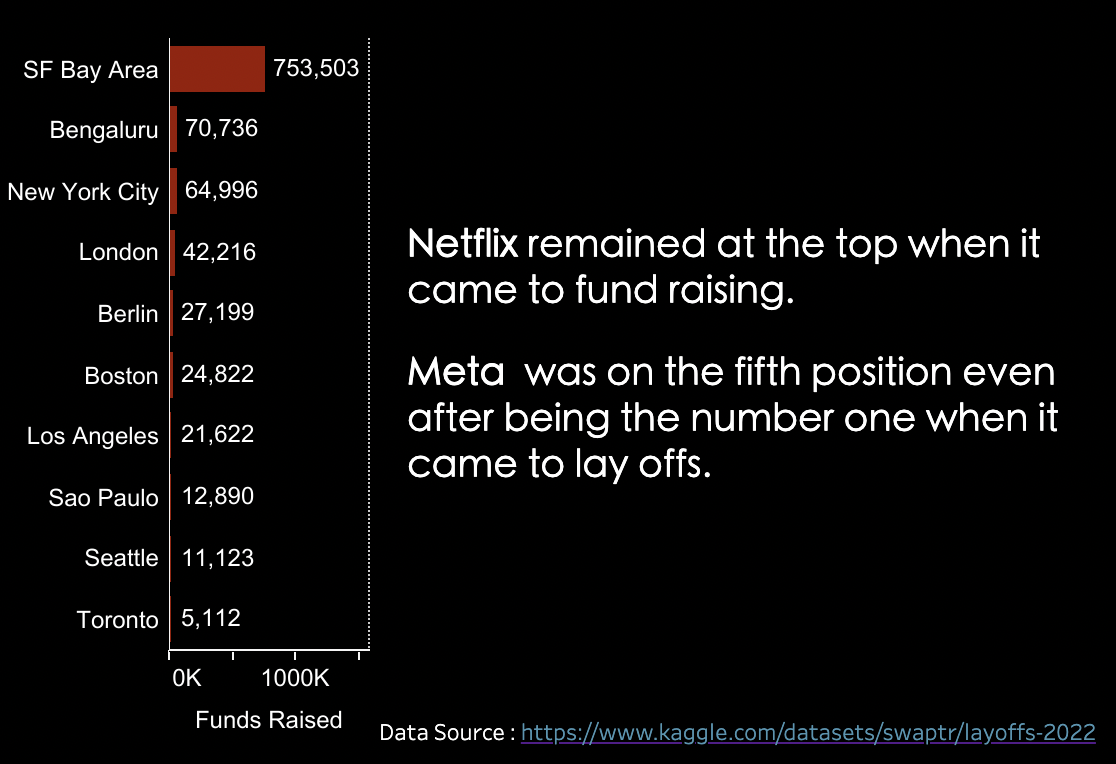 SF Bay Area 753,503
Bengaluru 70,736
New York City 64,996
London 42,216
Berlin 27,199
Boston 24,822
Los Angeles 21,622
Sao Paulo 12,890
Seattle 11,123
Toronto 5,112
0K 1000K
Funds Raised
Netflix remained at the top when it
came to fund raising.
Meta was on the fifth position even
after being the number one when it
came to lay offs.
Data Source : https://www.kaggle.com/datasets/swaptr/layoffs-2022